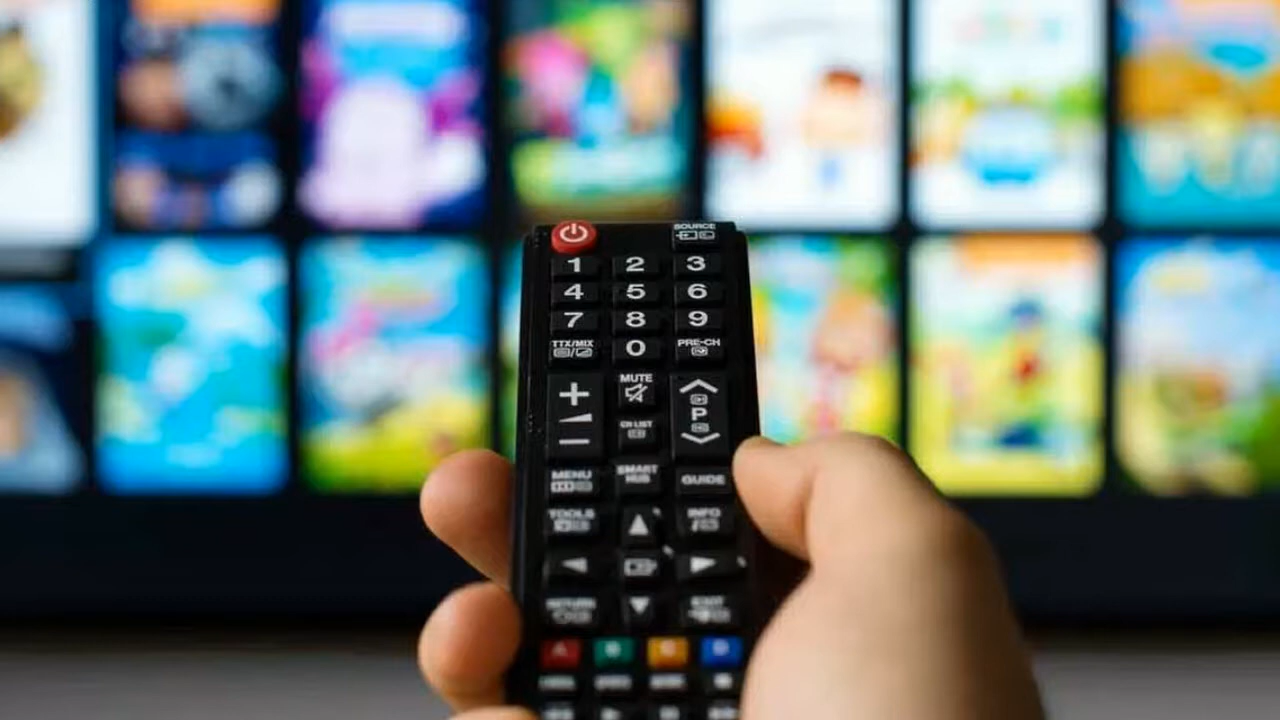 SOURCE
1 2 3
4 5 6
7 8 9
TTX/MIX 0 PRE-CH
MUTE
+
P
CH LIST
−
MENU SMART HUB GUIDE
TOOLS INFO
RETURN EXIT
A B C D